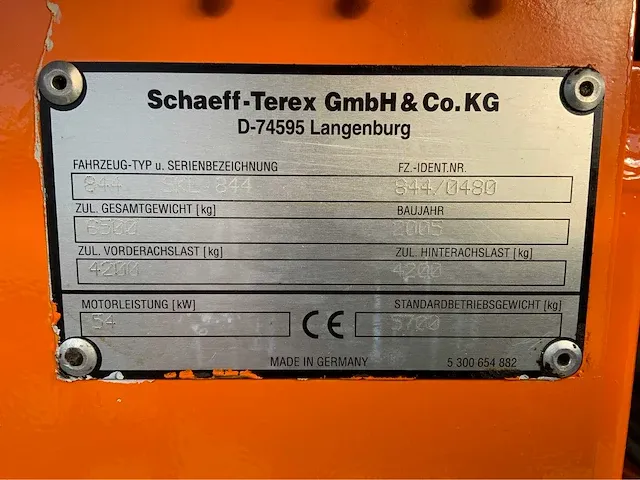 Schaeff-Terex GmbH & Co. KG
D-74595 Langenburg
FAHRZEUG-TYP u. SERIENBEZEICHNUNG FZ.-IDENT.NR.
844 SKL 844 844/0480
ZUL. GESAMTGEWICHT [kg] BAUJAHR
6500 2005
ZUL. VORDERACHSLAST [kg] ZUL. HINTERACHSLAST [kg]
4200 4200
MOTORLEISTUNG [kW] STANDARDBETRIEBSGEWICHT [kg]
54 CE 5700
MADE IN GERMANY 5 300 654 882